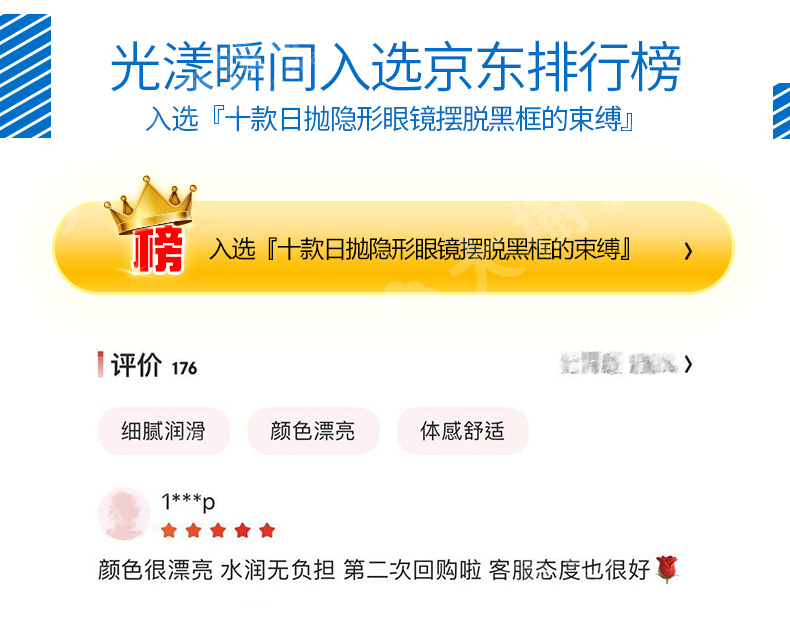 光漾瞬间入选京东排行榜
入选『十款日抛隐形眼镜摆脱黑框的束缚』
榜 入选『十款日抛隐形眼镜摆脱黑框的束缚』
评价 176
细腻润滑 颜色漂亮 体感舒适
1***p
颜色很漂亮 水润无负担 第二次回购啦 客服态度也很好